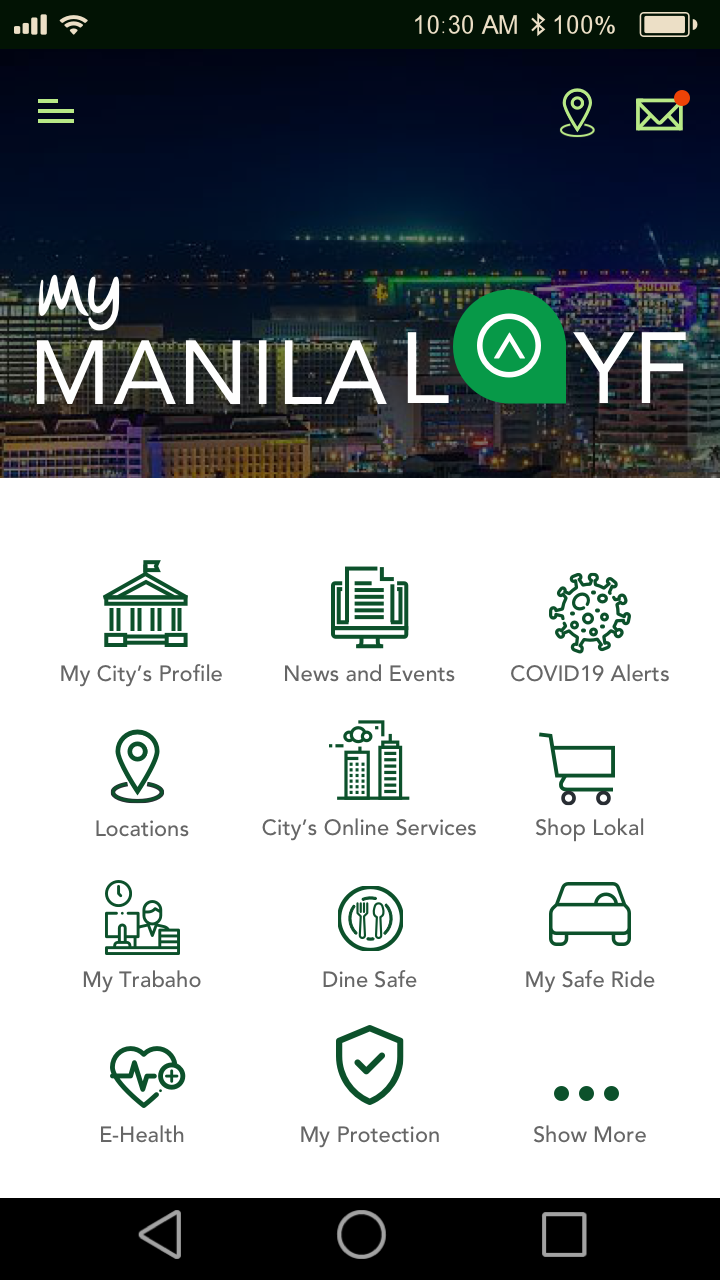 10:30 AM 100%
my
MANILA L YF
My City's Profile
News and Events
COVID19 Alerts
Locations
City's Online Services
Shop Lokal
My Trabaho
Dine Safe
My Safe Ride
E-Health
My Protection
Show More